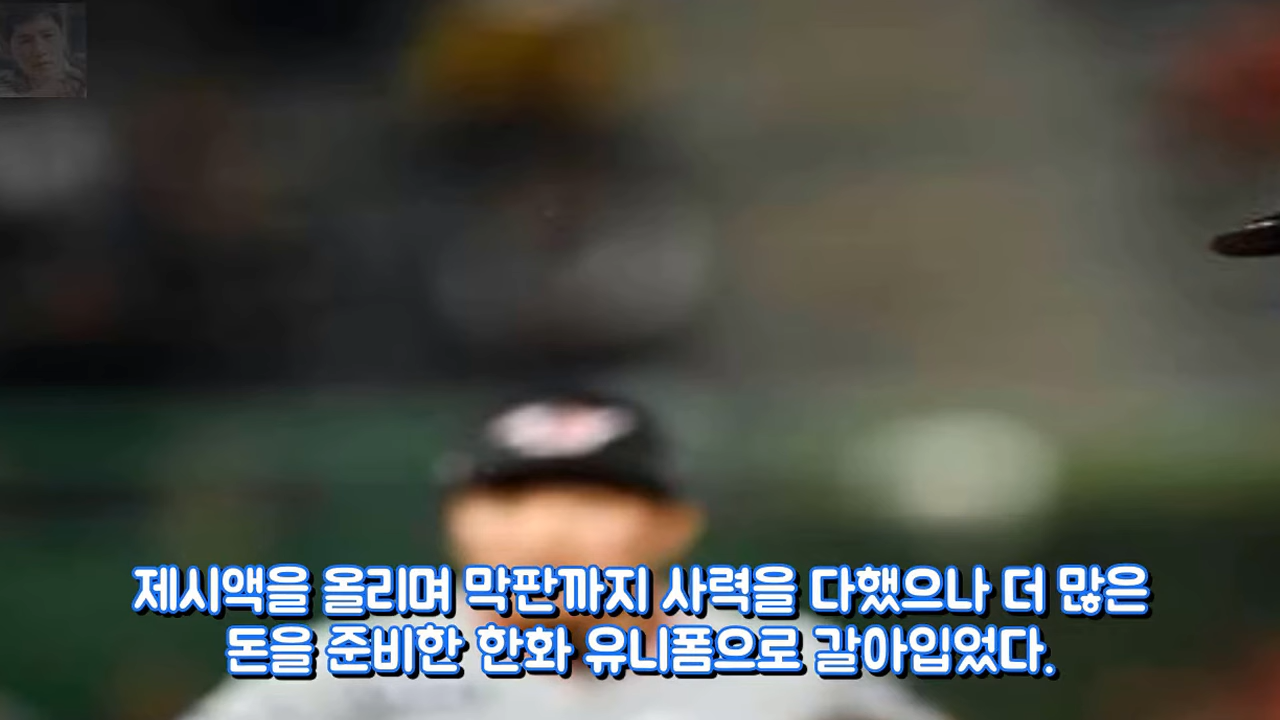 제시액을 올리며 막판까지 사력을 다했으나 더 많은
돈을 준비한 한화 유니폼으로 갈아입었다.